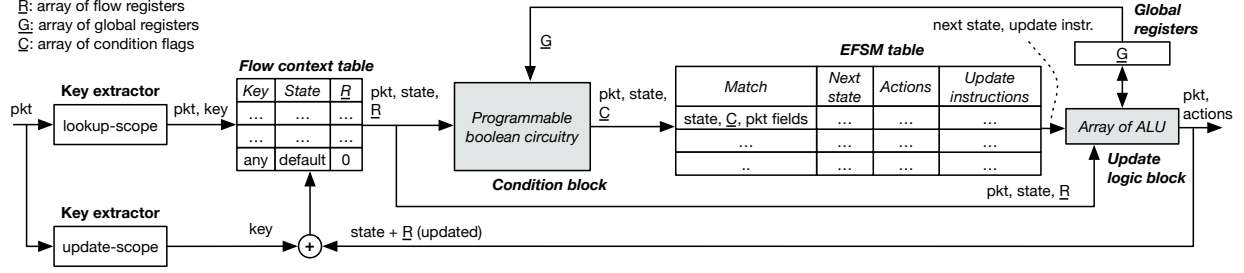 R: array of flow registers
G: array of global registers
C: array of condition flags
G
next state, update instr.
Global
registers
G
EFSM table
Flow context table
Key extractor
Key
State
R
pkt, state,
R
pkt, state,
C
Match
Next
state
Actions
Update
instructions
pkt,
actions
pkt
lookup-scope
pkt, key
...
...
...
Programmable
boolean circuitry
state, C, pkt fields
...
...
...
Array of ALU
...
...
...
...
...
...
...
any
default
0
..
...
...
...
Condition block
Update
logic block
pkt, state, R
Key extractor
update-scope
key
+
state + R (updated)